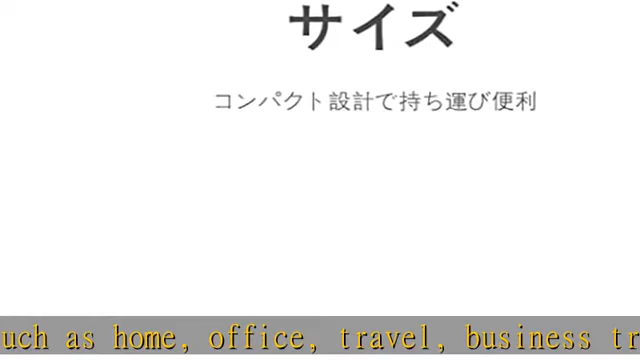 サイズ
コンパクト設計で持ち運び便利
uch as home, office, travel, business tr